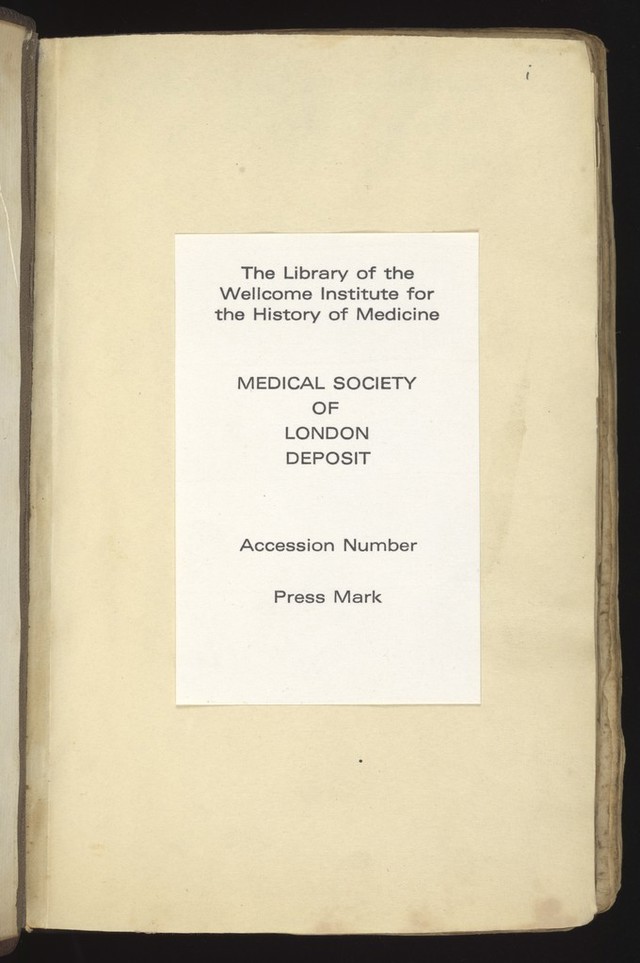 i
The Library of the
Wellcome Institute for
the History of Medicine
MEDICAL SOCIETY
OF
LONDON
DEPOSIT
Accession Number
Press Mark